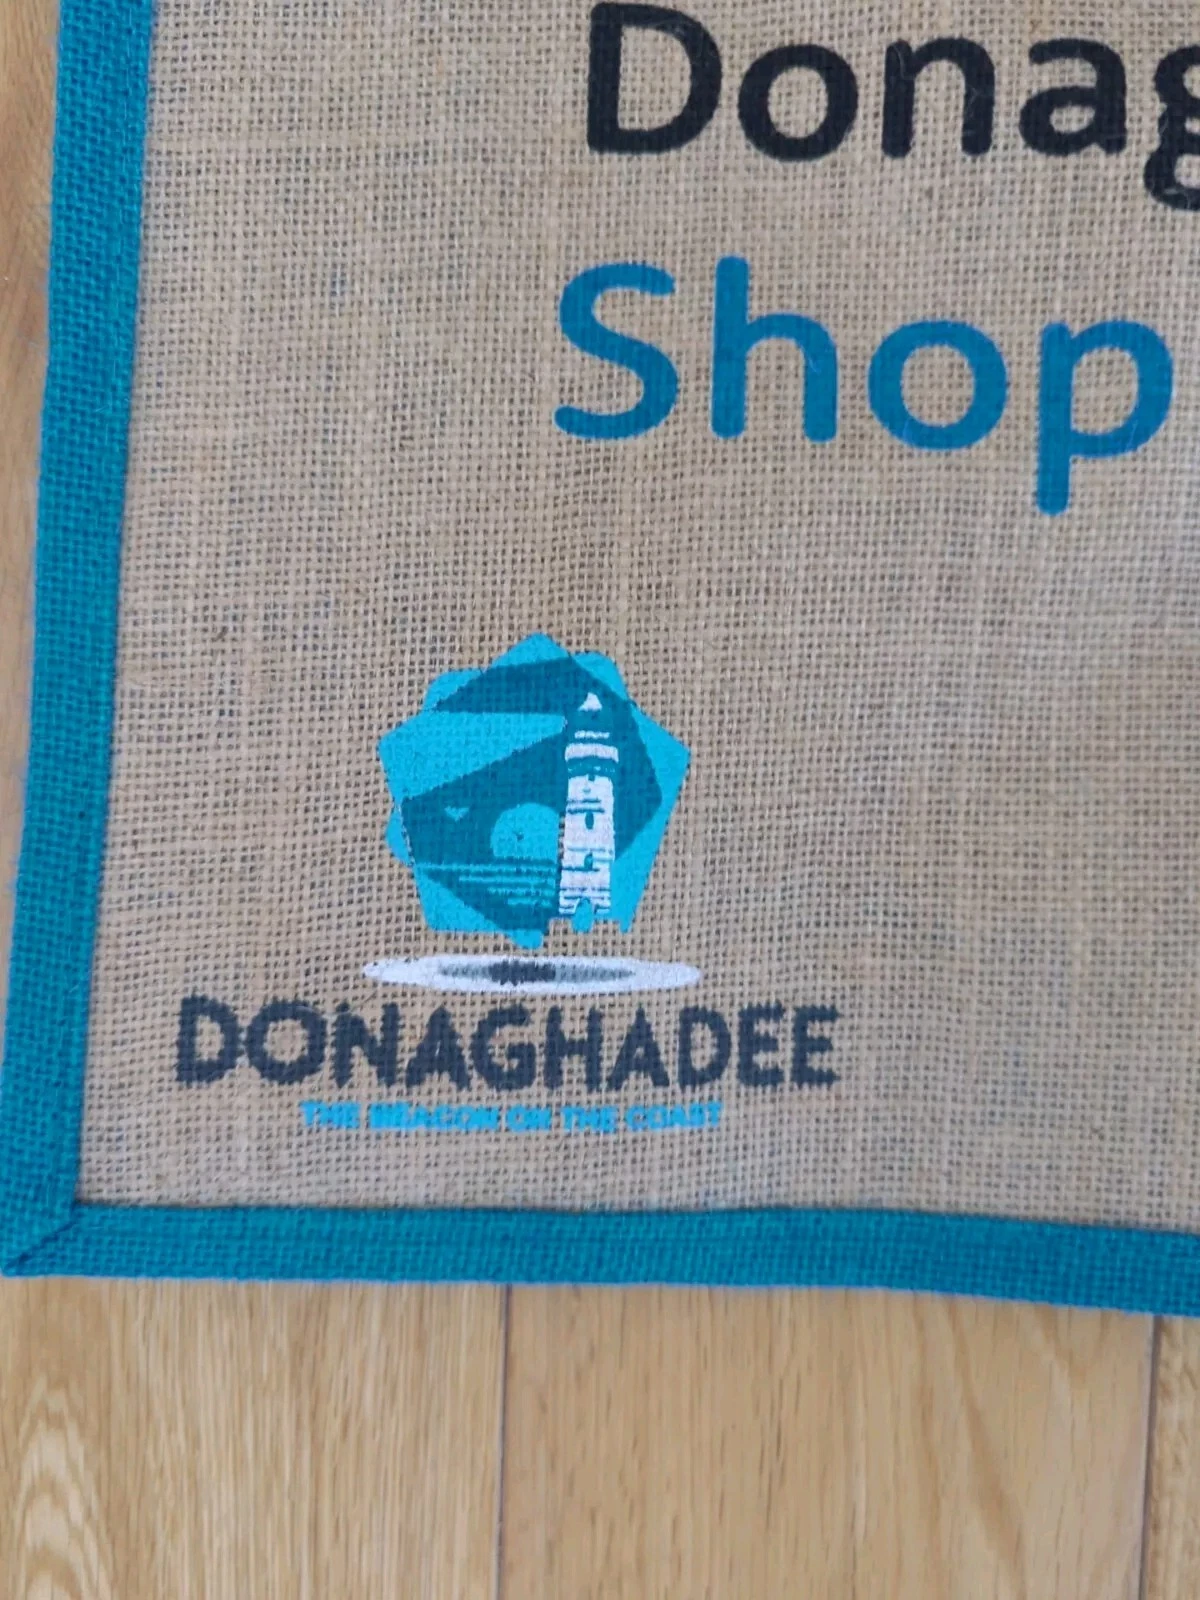 Donag
Shop
DONAGHADEE
THE BEACON ON THE COAST